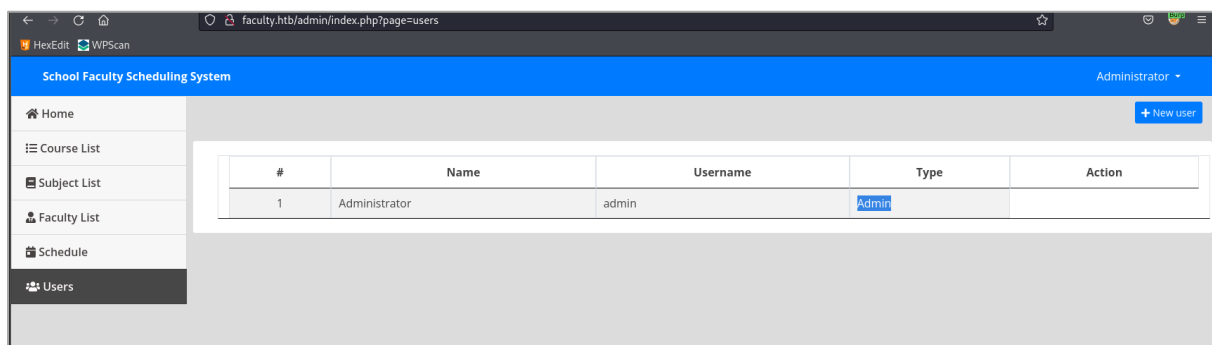 faculty.htb/admin/index.php?page=users
HexEdit WPScan
School Faculty Scheduling System Administrator
Home
+ New user
Course List
Subject List
Faculty List
Schedule
Users
# Name Username Type Action
1 Administrator admin Admin